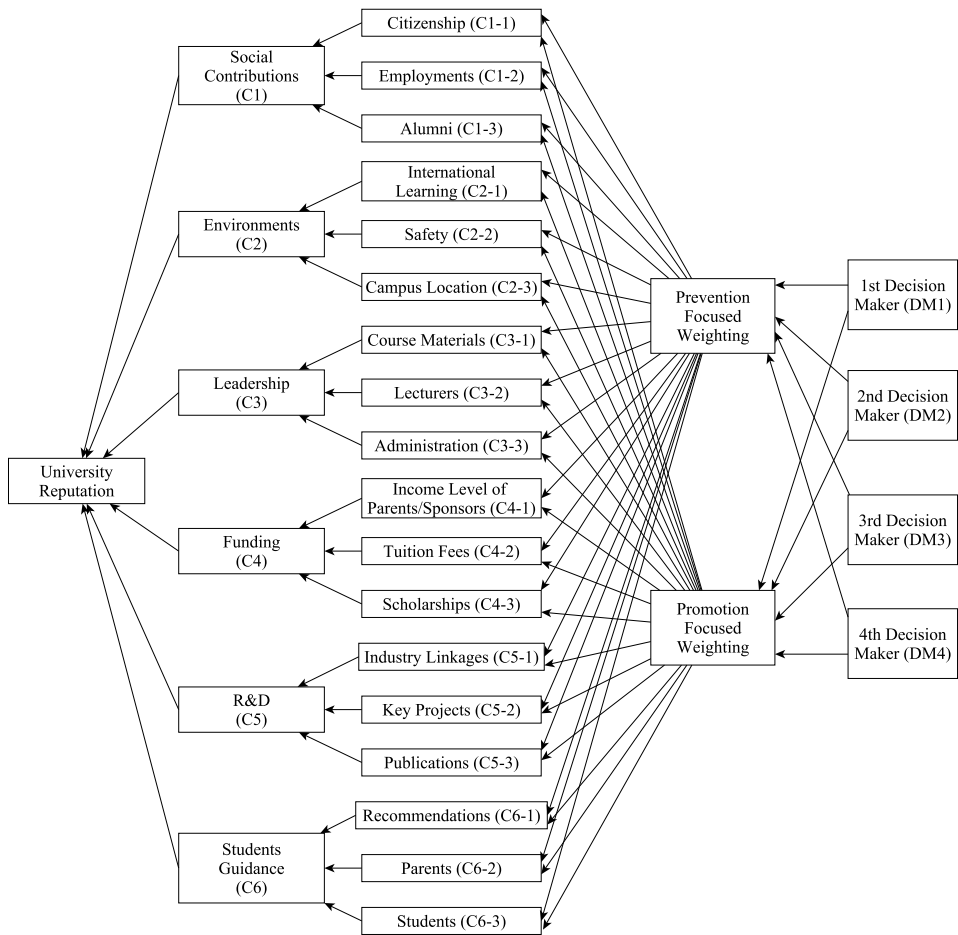 University
Reputation
Social
Contributions
(C1)
Environments
(C2)
Leadership
(C3)
Funding
(C4)
R&D
(C5)
Students
Guidance
(C6)
Citizenship (C1-1)
Employments (C1-2)
Alumni (C1-3)
International
Learning (C2-1)
Safety (C2-2)
Campus Location (C2-3)
Course Materials (C3-1)
Lecturers (C3-2)
Administration (C3-3)
Income Level of
Parents/Sponsors (C4-1)
Tuition Fees (C4-2)
Scholarships (C4-3)
Industry Linkages (C5-1)
Key Projects (C5-2)
Publications (C5-3)
Recommendations (C6-1)
Parents (C6-2)
Students (C6-3)
Prevention
Focused
Weighting
Promotion
Focused
Weighting
1st Decision
Maker (DM1)
2nd Decision
Maker (DM2)
3rd Decision
Maker (DM3)
4th Decision
Maker (DM4)